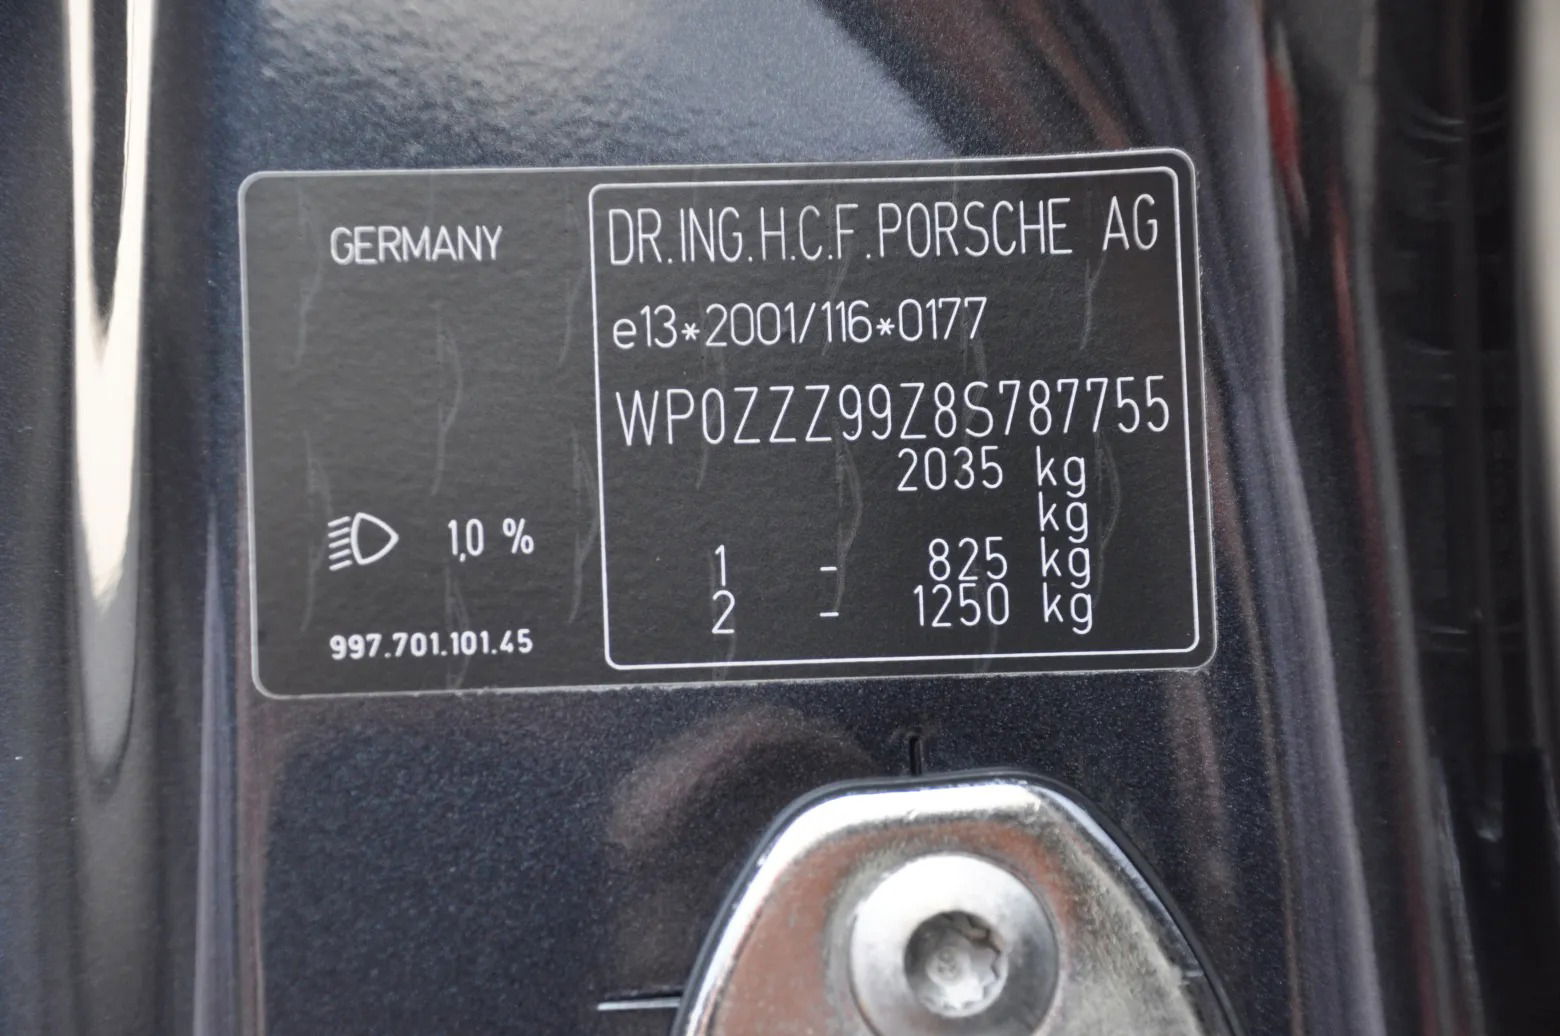 GERMANY
DR.ING.H.C.F.PORSCHE AG
e13*2001/116*0177
WP0ZZZ99Z8S787755
2035 kg
kg
1 - 825 kg
2 - 1250 kg
1,0 %
997.701.101.45